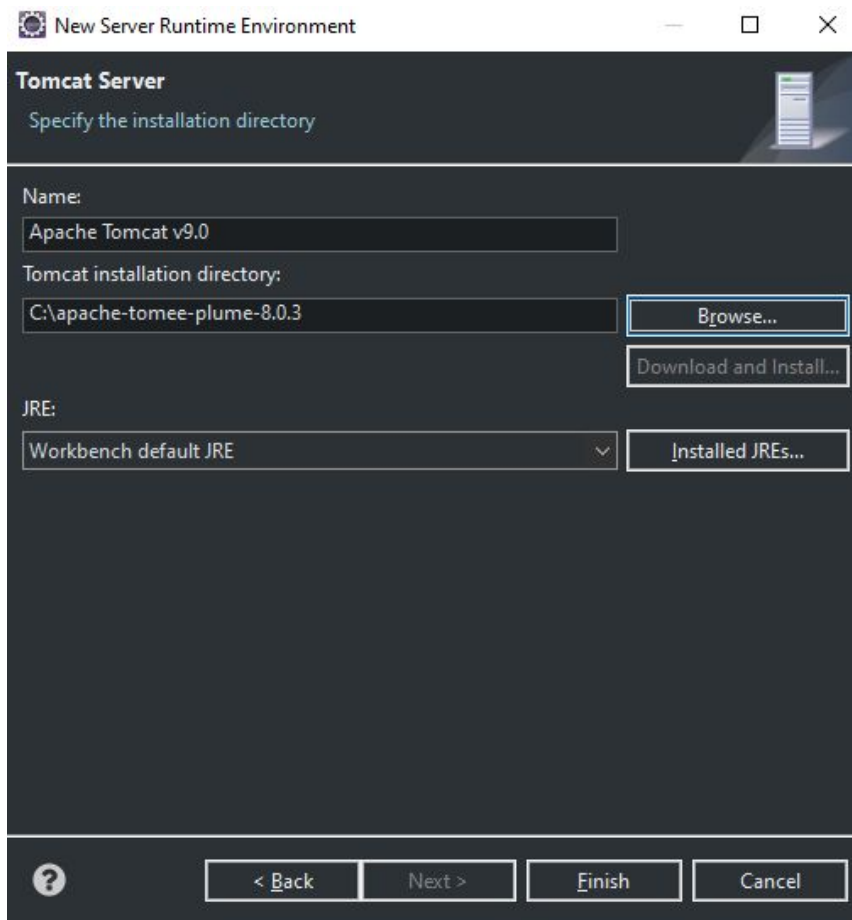 New Server Runtime Environment
Tomcat Server
Specify the installation directory
Name:
Apache Tomcat v9.0
Tomcat installation directory:
C:\apache-tomee-plume-8.0.3
Browse...
Download and Install...
JRE:
Workbench default JRE
Installed JREs...
?
< Back
Next >
Finish
Cancel